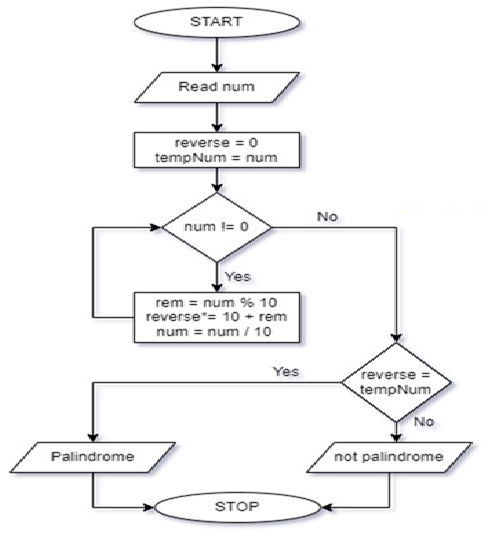 START
Read num
reverse = 0
tempNum = num
num != 0
No
Yes
rem = num % 10
reverse*= 10 + rem
num = num / 10
reverse =
tempNum
Yes
No
Palindrome
not palindrome
STOP